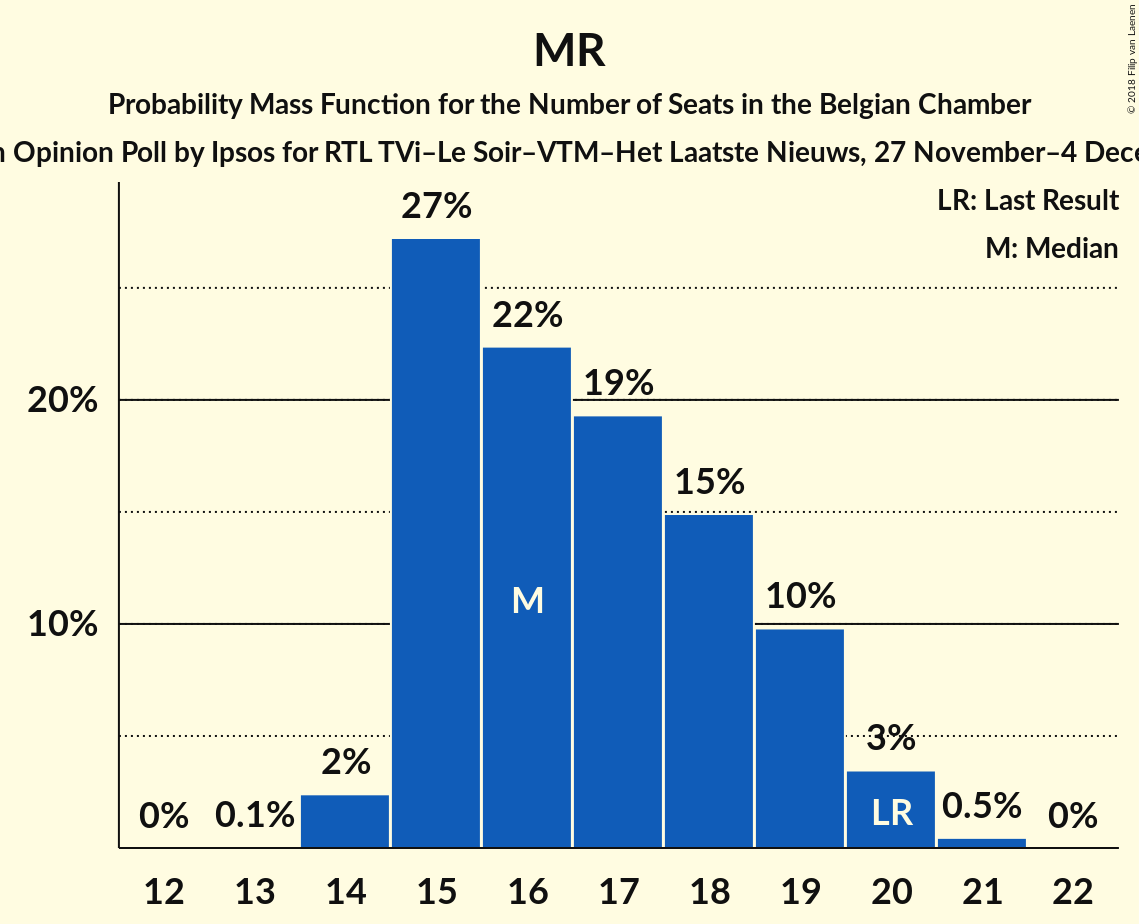 MR
Probability Mass Function for the Number of Seats in the Belgian Chamber
Opinion Poll by Ipsos for RTL TVi–Le Soir–VTM–Het Laatste Nieuws, 27 November–4
© 2018 Filip van Laenen
LR: Last Result
M: Median
27%
22%
19%
15%
10%
2%
3%
0%
0.1%
0.5%
0%
M
LR
20%
10%
12 13 14 15 16 17 18 19 20 21 22